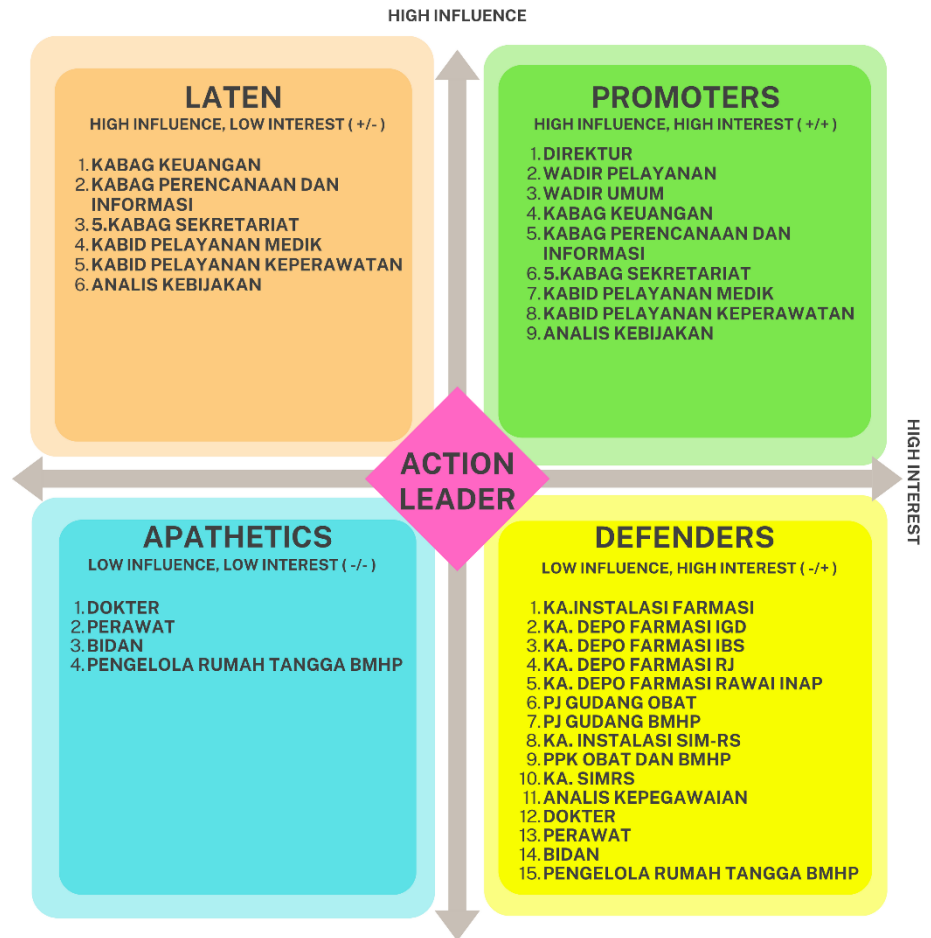 HIGH INFLUENCE
LATEN
HIGH INFLUENCE, LOW INTEREST ( +/- )
1. KABAG KEUANGAN
2. KABAG PERENCANAAN DAN
INFORMASI
3. 5.KABAG SEKRETARIAT
4. KABID PELAYANAN MEDIK
5. KABID PELAYANAN KEPERAWATAN
6. ANALIS KEBIJAKAN
PROMOTERS
HIGH INFLUENCE, HIGH INTEREST ( +/+ )
1. DIREKTUR
2. WADIR PELAYANAN
3. WADIR UMUM
4. KABAG KEUANGAN
5. KABAG PERENCANAAN DAN
INFORMASI
6. 5.KABAG SEKRETARIAT
7. KABID PELAYANAN MEDIK
8. KABID PELAYANAN KEPERAWATAN
9. ANALIS KEBIJAKAN
ACTION
LEADER
HIGH INTEREST
APATHETICS
LOW INFLUENCE, LOW INTEREST ( -/- )
1. DOKTER
2. PERAWAT
3. BIDAN
4. PENGELOLA RUMAH TANGGA BMHP
DEFENDERS
LOW INFLUENCE, HIGH INTEREST ( -/+ )
1. KA.INSTALASI FARMASI
2. KA. DEPO FARMASI IGD
3. KA. DEPO FARMASI IBS
4. KA. DEPO FARMASI RJ
5. KA. DEPO FARMASI RAWAI INAP
6. PJ GUDANG OBAT
7. PJ GUDANG BMHP
8. KA. INSTALASI SIM-RS
9. PPK OBAT DAN BMHP
10. KA. SIMRS
11. ANALIS KEPEGAWAIAN
12. DOKTER
13. PERAWAT
14. BIDAN
15. PENGELOLA RUMAH TANGGA BMHP